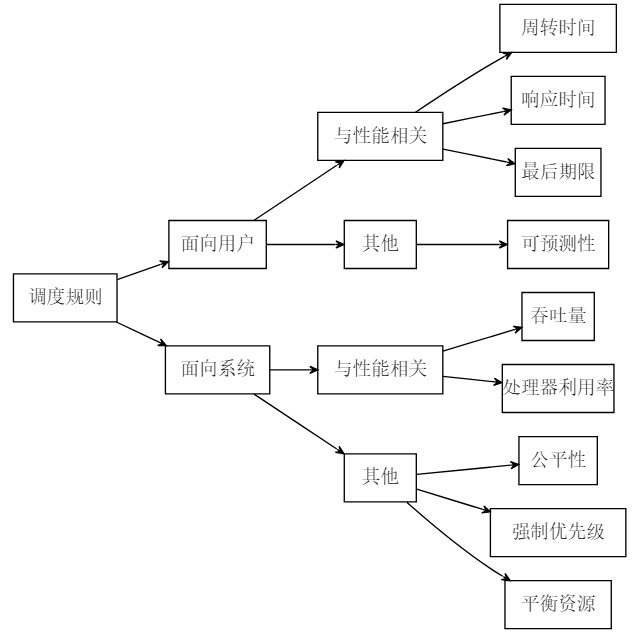 周转时间
响应时间
与性能相关
最后期限
面向用户
其他
可预测性
调度规则
吞吐量
面向系统
与性能相关
处理器利用率
公平性
其他
强制优先级
平衡资源